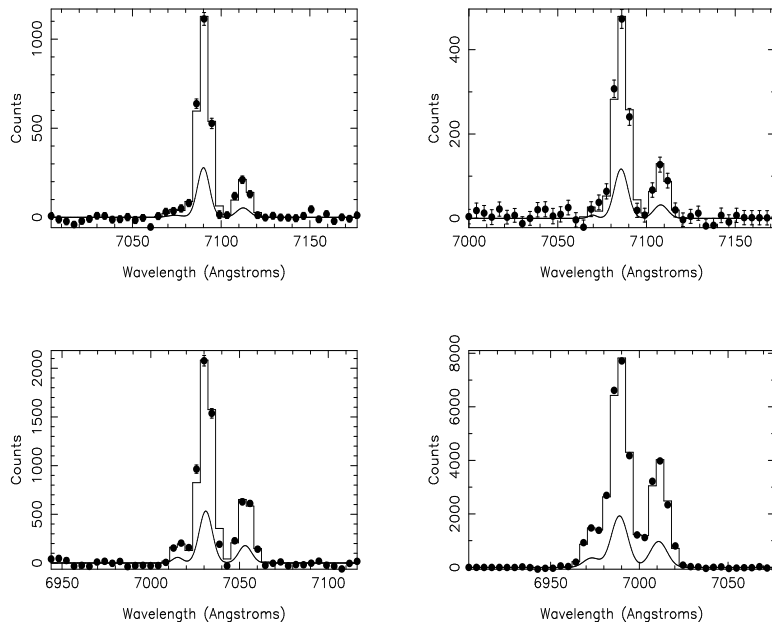 1000
500
0
Counts
7050 7100 7150
Wavelength (Angstroms)
400
200
0
Counts
7000 7050 7100 7150
Wavelength (Angstroms)
2000
1500
1000
500
0
Counts
6950 7000 7050 7100
Wavelength (Angstroms)
8000
6000
4000
2000
0
Counts
6950 7000 7050
Wavelength (Angstroms)